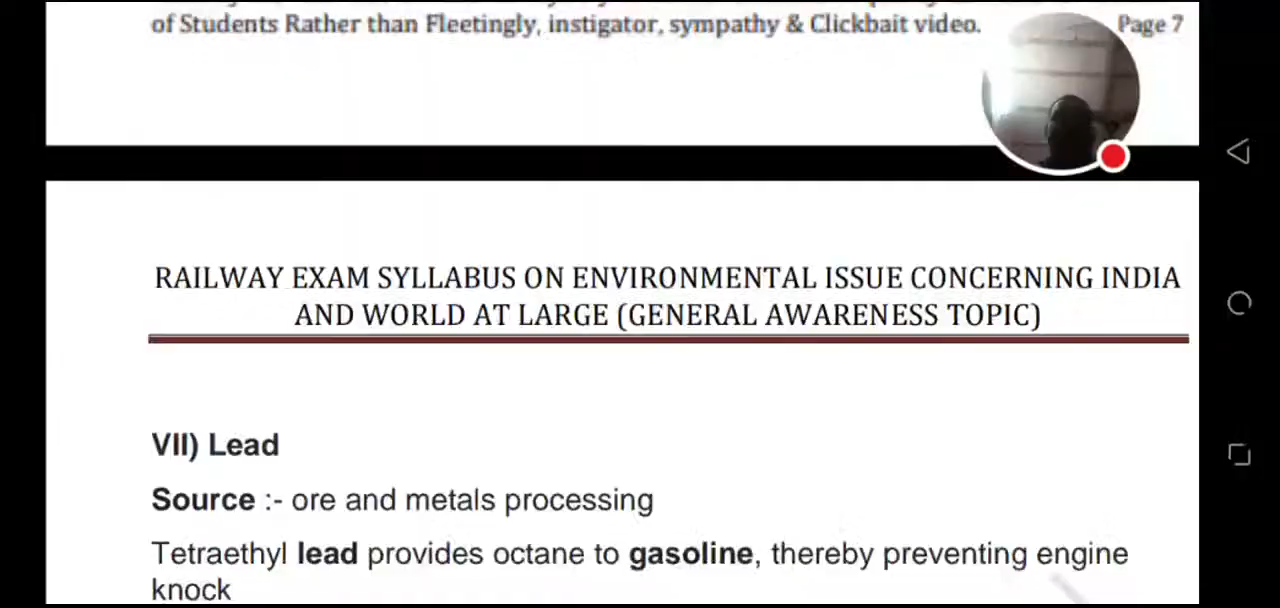 of Students Rather than Fleetingly, instigator, sympathy & Clickbait video.
Page 7
RAILWAY EXAM SYLLABUS ON ENVIRONMENTAL ISSUE CONCERNING INDIA
AND WORLD AT LARGE (GENERAL AWARENESS TOPIC)
VII) Lead
Source :- ore and metals processing
Tetraethyl lead provides octane to gasoline, thereby preventing engine
knock